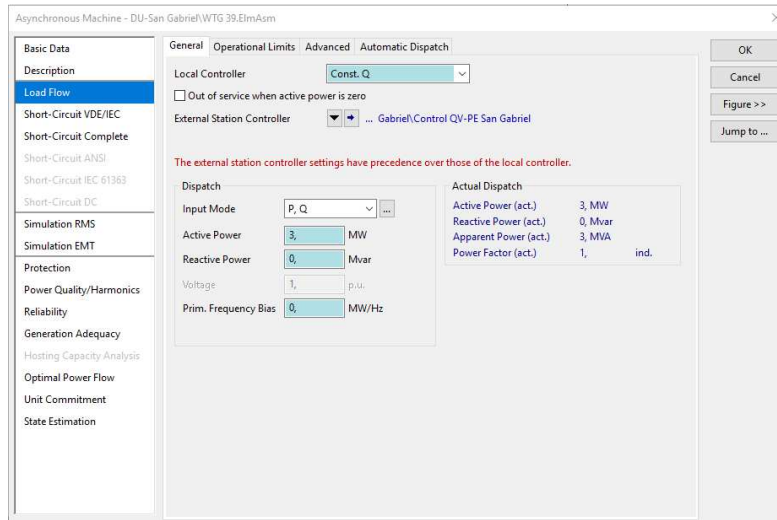 Asynchronous Machine - DU-San Gabriel\WTG 39.ElmAsm
Basic Data
Description
Load Flow
Short-Circuit VDE/IEC
Short-Circuit Complete
Short-Circuit ANSI
Short-Circuit IEC 61363
Short-Circuit DC
Simulation RMS
Simulation EMT
Protection
Power Quality/Harmonics
Reliability
Generation Adequacy
Hosting Capacity Analysis
Optimal Power Flow
Unit Commitment
State Estimation
General Operational Limits Advanced Automatic Dispatch
Local Controller Const. Q
Out of service when active power is zero
External Station Controller ... Gabriel\Control QV-PE San Gabriel
The external station controller settings have precedence over those of the local controller.
Dispatch
Input Mode P, Q ...
Active Power 3, MW
Reactive Power 0, Mvar
Voltage 1, p.u.
Prim. Frequency Bias 0, MW/Hz
Actual Dispatch
Active Power (act.) 3, MW
Reactive Power (act.) 0, Mvar
Apparent Power (act.) 3, MVA
Power Factor (act.) 1, ind.
OK
Cancel
Figure >>
Jump to ...